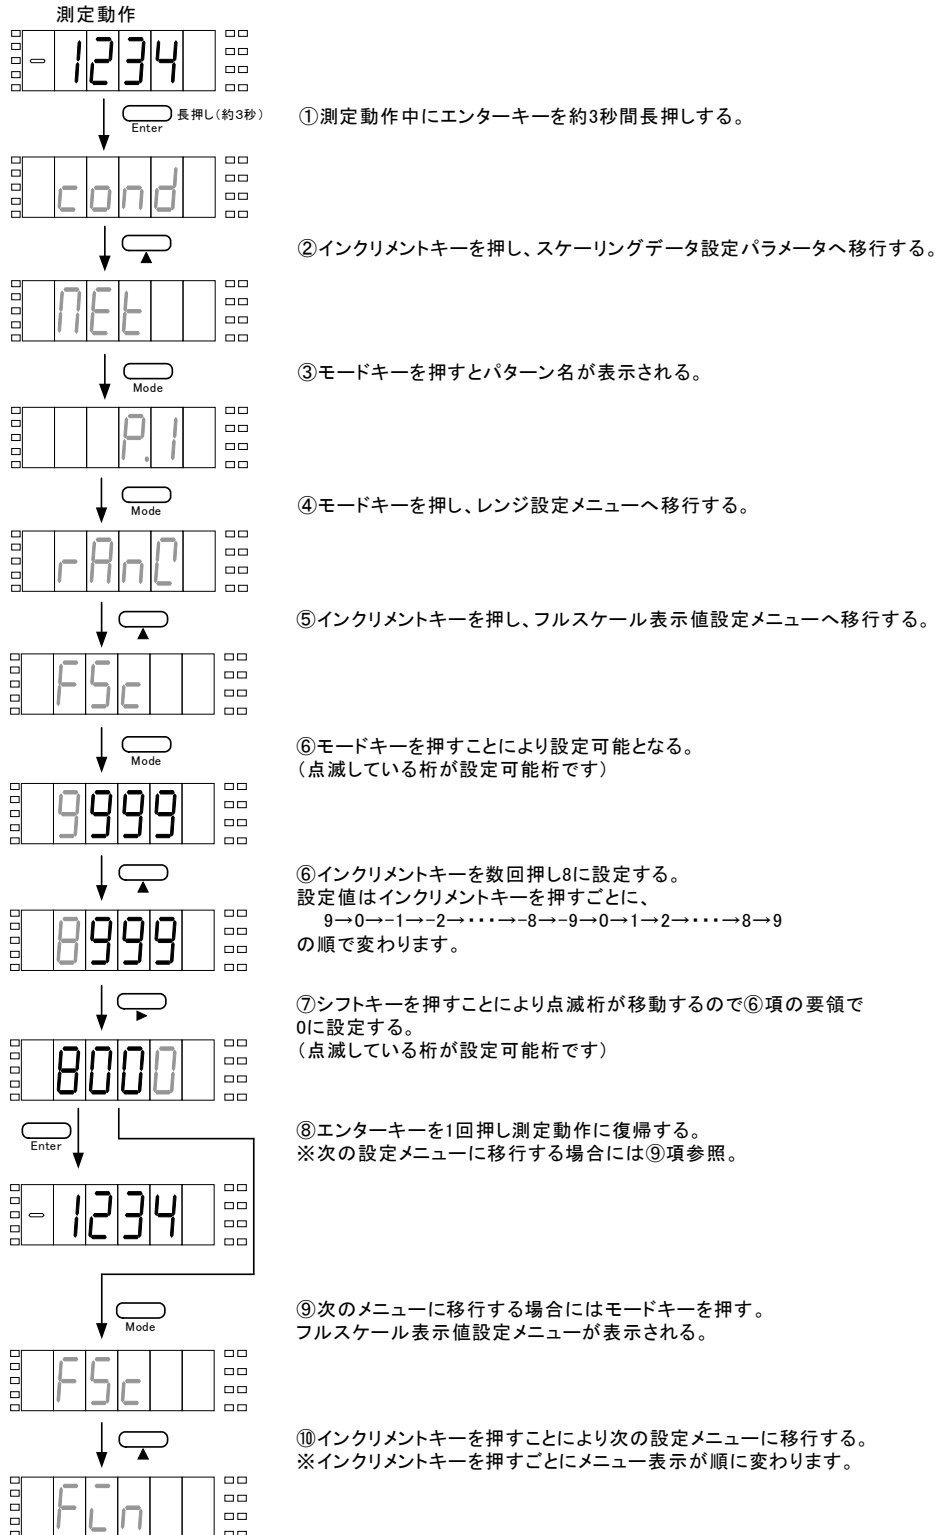 測定動作
- 1234
長押し(約3秒)
Enter
①測定動作中にエンターキーを約3秒間長押しする。
cond
②インクリメントキーを押し、スケーリングデータ設定パラメータへ移行する。
MEt
③モードキーを押すとパターン名が表示される。
Mode
P.1
④モードキーを押し、レンジ設定メニューへ移行する。
Mode
rAnG
⑤インクリメントキーを押し、フルスケール表示値設定メニューへ移行する。
FSc
⑥モードキーを押すことにより設定可能となる。
(点滅している桁が設定可能桁です)
Mode
9999
⑥インクリメントキーを数回押し8に設定する。
設定値はインクリメントキーを押すごとに、
9→0→-1→-2→・・・→-8→-9→0→1→2→・・・→8→9
の順で変わります。
8999
⑦シフトキーを押すことにより点滅桁が移動するので⑥項の要領で
0に設定する。
(点滅している桁が設定可能桁です)
8000
Enter
⑧エンターキーを1回押し測定動作に復帰する。
※次の設定メニューに移行する場合には⑨項参照。
- 1234
⑨次のメニューに移行する場合にはモードキーを押す。
フルスケール表示値設定メニューが表示される。
Mode
FSc
⑩インクリメントキーを押すことにより次の設定メニューに移行する。
※インクリメントキーを押すごとにメニュー表示が順に変わります。
Fin